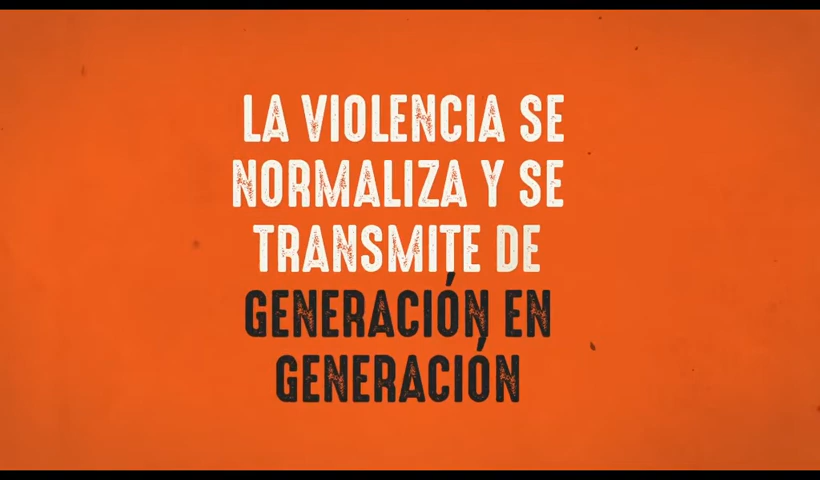 LA VIOLENCIA SE
NORMALIZA Y SE
TRANSMITE DE
GENERACIÓN EN
GENERACIÓN